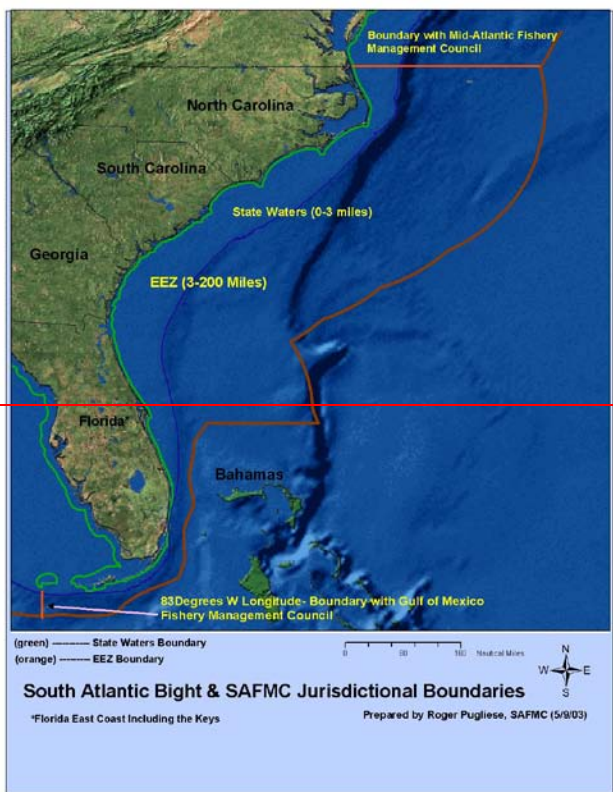 Boundary with Mid-Atlantic Fishery
Management Council
North Carolina
South Carolina
State Waters (0-3 miles)
Georgia
EEZ (3-200 Miles)
Florida*
Bahamas
83Degrees W Longitude- Boundary with Gulf of Mexico
Fishery Management Council
(green) ---------- State Waters Boundary
(orange) --------- EEZ Boundary
0 80 160 Nautical Miles
N
W E
S
South Atlantic Bight & SAFMC Jurisdictional Boundaries
*Florida East Coast Including the Keys
Prepared by Roger Pugliese, SAFMC (5/9/03)